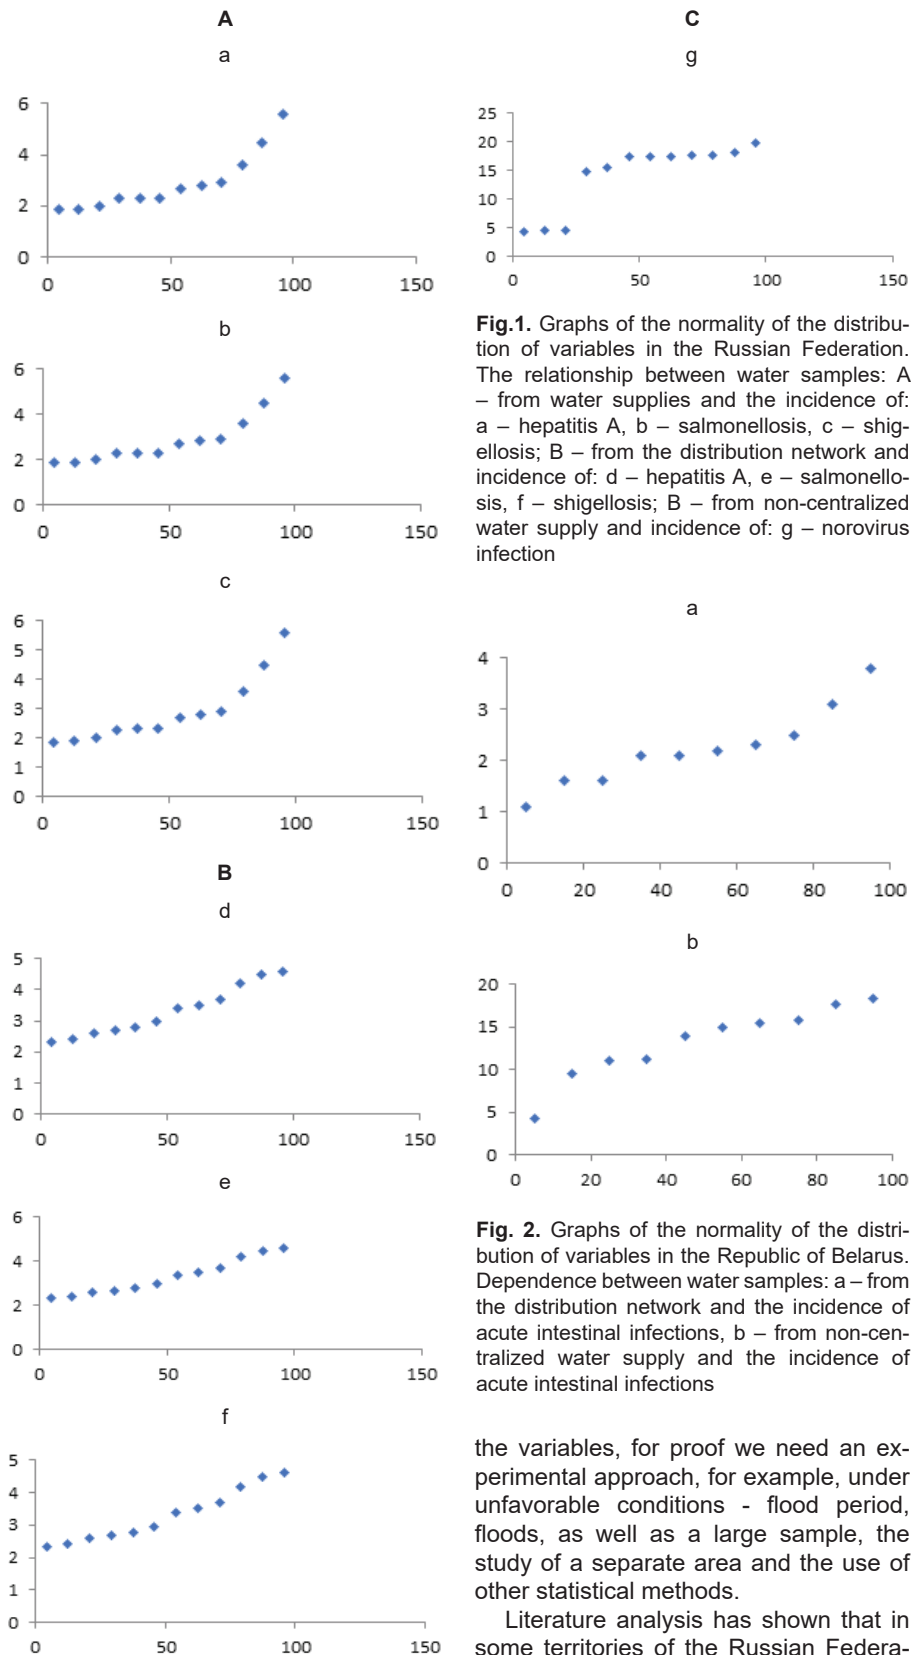 A
a
6
4
2
0
0 50 100 150
b
6
4
2
0
0 50 100 150
c
6
5
4
3
2
1
0
0 50 100 150
B
d
5
4
3
2
1
0
0 50 100 150
e
6
4
2
0
0 50 100 150
f
5
4
3
2
1
0
0 50 100 150
C
g
25
20
15
10
5
0
0 50 100 150
Fig.1. Graphs of the normality of the distribu-
tion of variables in the Russian Federation.
The relationship between water samples: A
– from water supplies and the incidence of:
a – hepatitis A, b – salmonellosis, c – shig-
ellosis; B – from the distribution network and
incidence of: d – hepatitis A, e – salmonello-
sis, f – shigellosis; B – from non-centralized
water supply and incidence of: g – norovirus
infection
a
4
3
2
1
0
0 20 40 60 80 100
b
20
15
10
5
0
0 20 40 60 80 100
Fig. 2. Graphs of the normality of the distri-
bution of variables in the Republic of Belarus.
Dependence between water samples: a – from
the distribution network and the incidence of
acute intestinal infections, b – from non-cen-
tralized water supply and the incidence of
acute intestinal infections
the variables, for proof we need an ex-
perimental approach, for example, under
unfavorable conditions - flood period,
floods, as well as a large sample, the
study of a separate area and the use of
other statistical methods.
Literature analysis has shown that in
some territories of the Russian Federa-